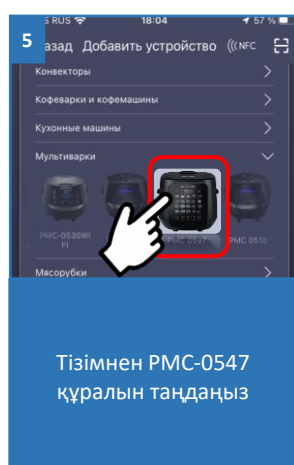 S RUS 18:04 57 %
5
азад Добавить устройство ((( NFC
Конвекторы
Кофеварки и кофемашины
Кухонные машины
Мультиварки
PMC-0530WI
FI
PMC 0510
Мясорубки
Тізімнен PMC-0547
құралын таңдаңыз